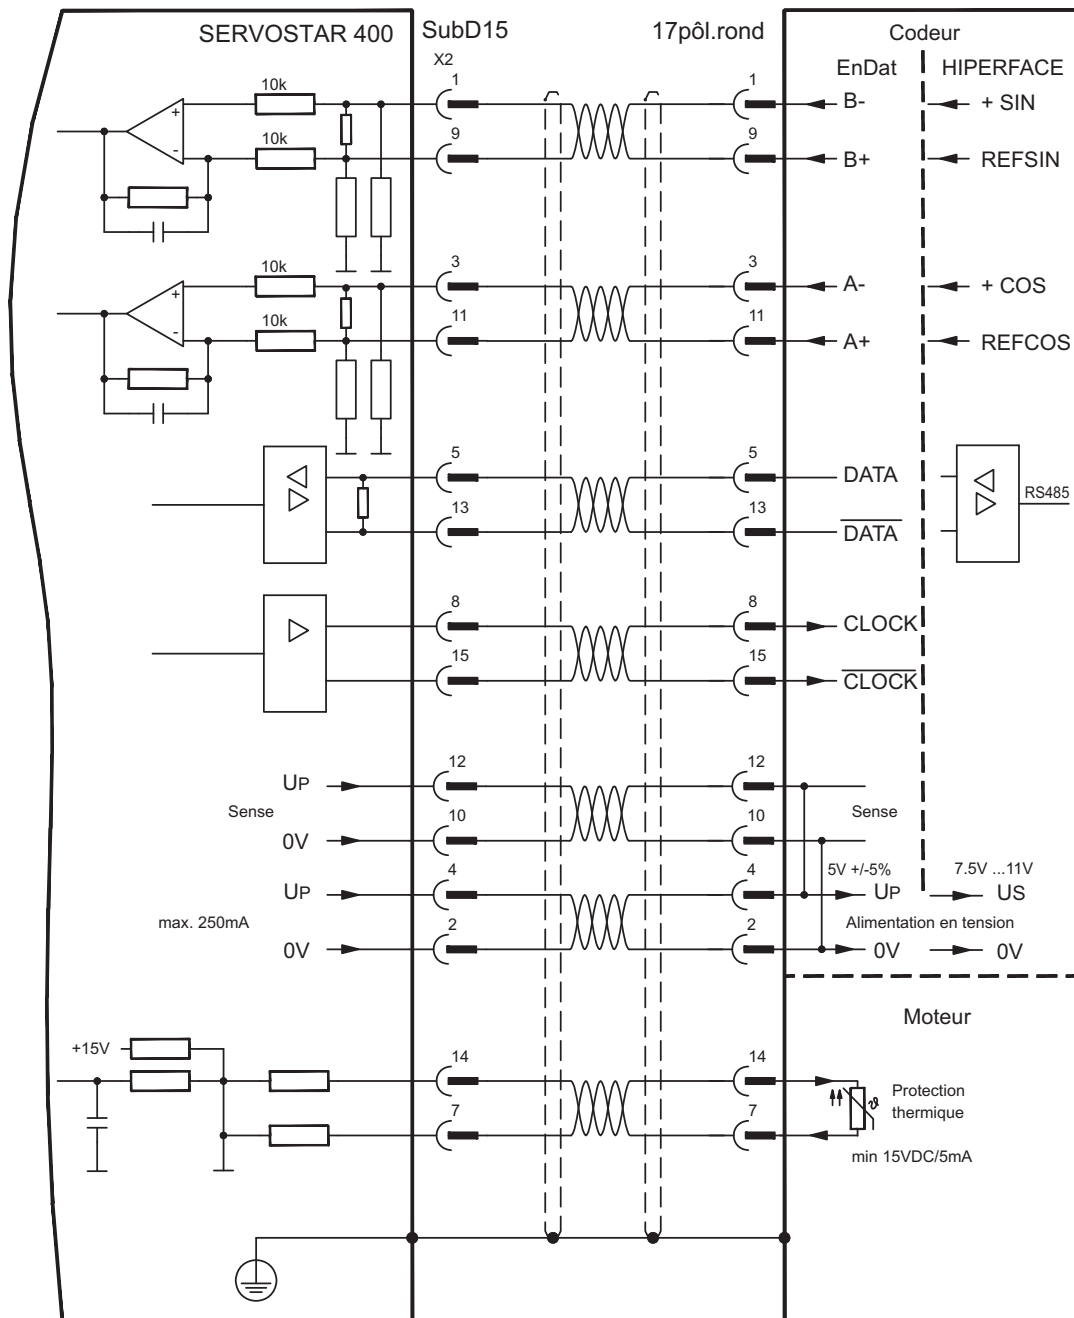 SERVOSTAR 400 SubD15 17pôl.rond Codeur
X2 EnDat HIPERFACE
10k 1 1 B- + SIN
+
10k 9 9 B+ REFSIN
-
10k 3 3 A- + COS
+
10k 11 11 A+ REFCOS
-
5 5 DATA
RS485
13 13 DATA
8 8 CLOCK
15 15 CLOCK
UP 12 12
Sense Sense
0V 10 10
5V +/-5% 7.5V ...11V
UP 4 4 UP US
max. 250mA Alimentation en tension
0V 2 2 0V 0V
Moteur
+15V
14 14
Protection
thermique
ϑ
7 7
min 15VDC/5mA